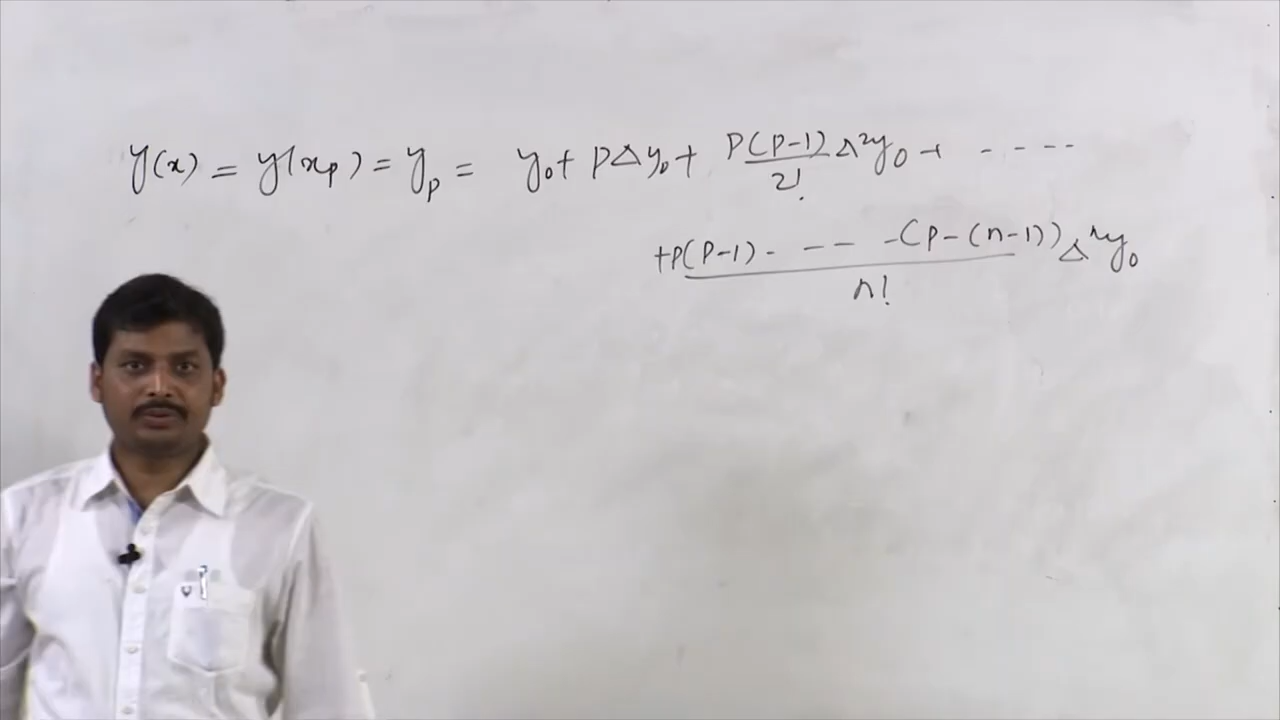 y(x) = y(x_p) = y_p = y_0 + pΔy_0 + p(p-1)/2! Δ²y_0 + - - - -
+p(p-1)- -- - -(p-(n-1))/n! Δⁿy_0